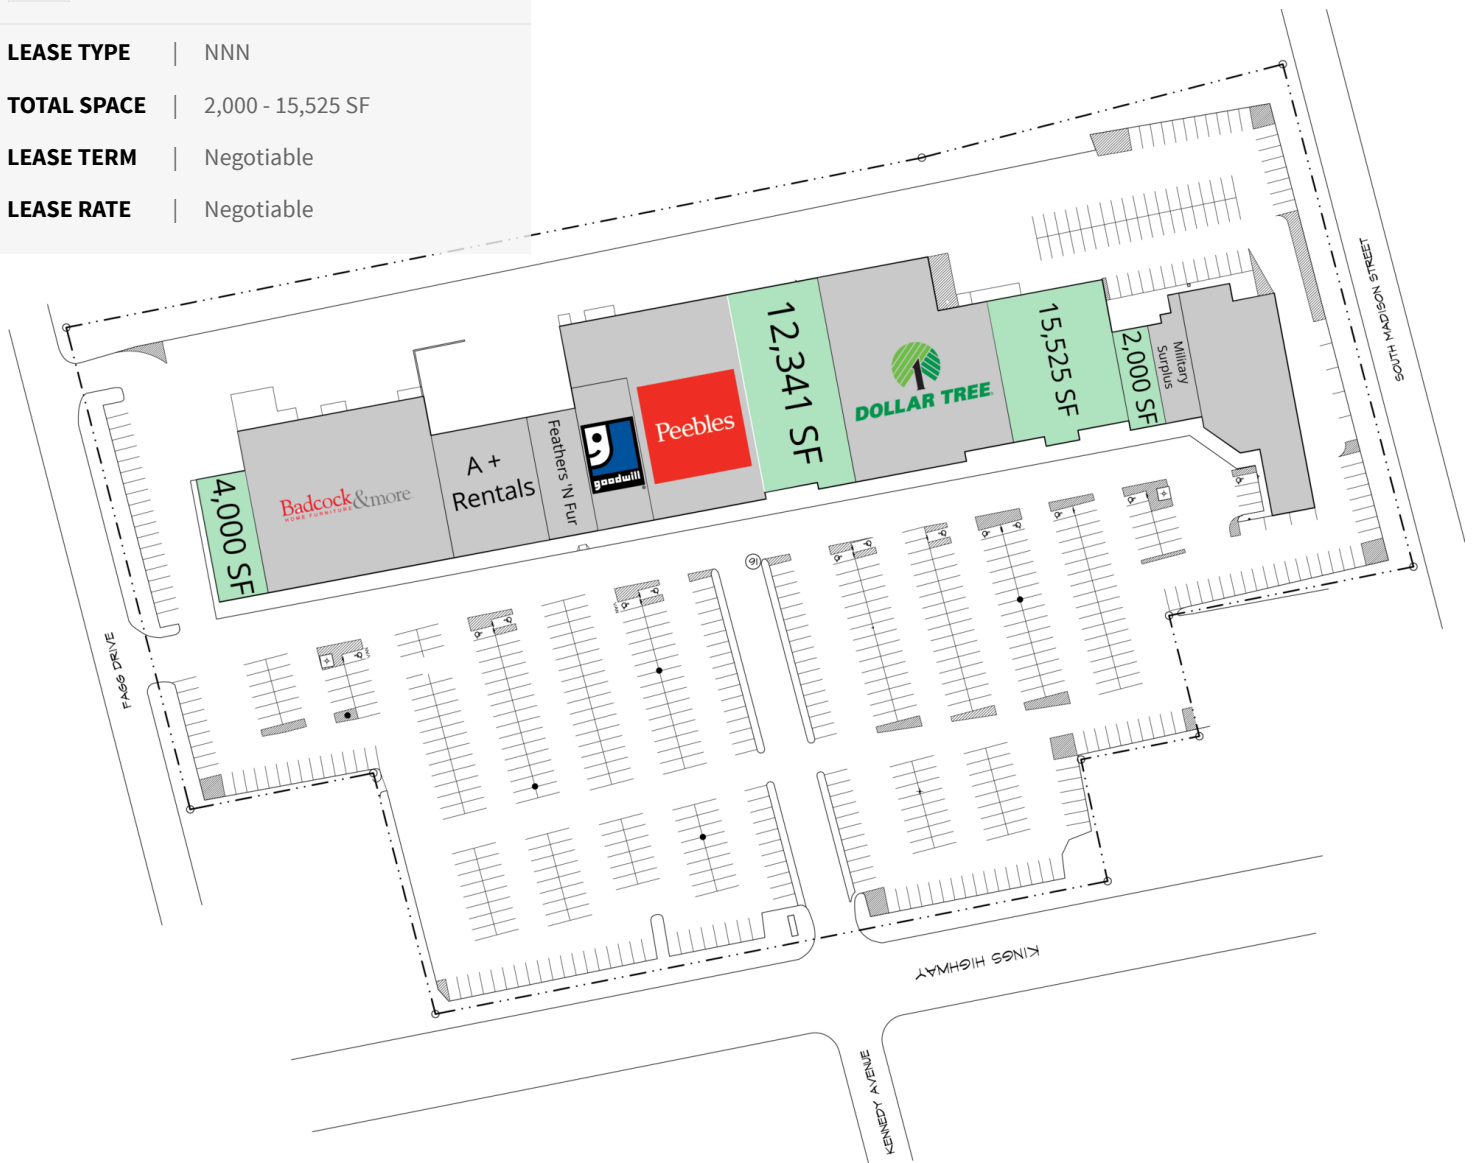 LEASE TYPE | NNN
TOTAL SPACE | 2,000 - 15,525 SF
LEASE TERM | Negotiable
LEASE RATE | Negotiable
4,000 SF
Badcock &more
HOME FURNITURE
A +
Rentals
Feathers 'N Fur
goodwill
Peebles
12,341 SF
DOLLAR TREE
15,525 SF
2,000 SF
Military
Surplus
16
FAGG DRIVE
SOUTH MADISON STREET
KINGS HIGHWAY
KENNEDY AVENUE